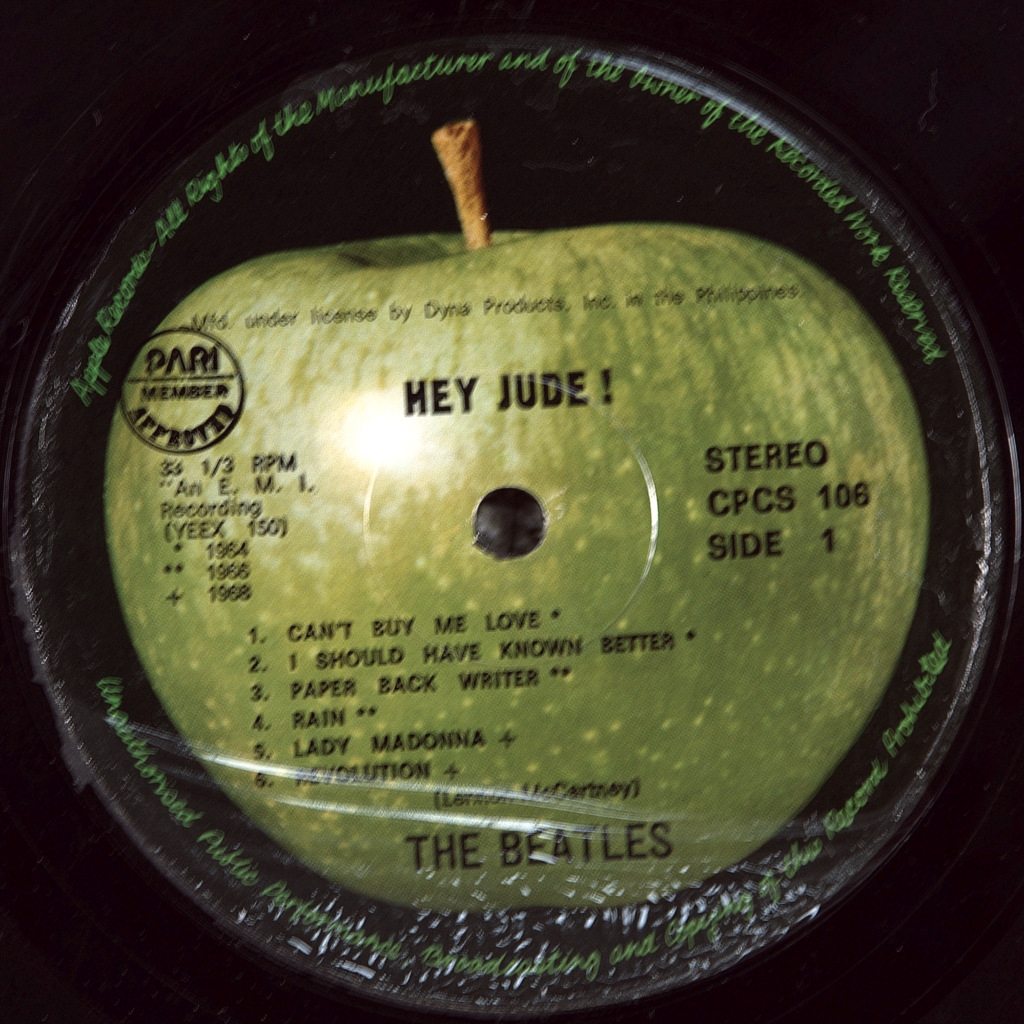 Apple Records - All Rights of the Manufacturer and of the Owner of the Recorded Work Reserved
Mfd. under license by Dyna Products, Inc. in the Philippines.
PARI
MEMBER
APPROVED
HEY JUDE !
33 1/3 RPM
"An E. M. I.
Recording
(YEEX 150)
* 1964
** 1966
+ 1968
STEREO
CPCS 106
SIDE 1
1. CAN'T BUY ME LOVE *
2. I SHOULD HAVE KNOWN BETTER *
3. PAPER BACK WRITER **
4. RAIN **
5. LADY MADONNA +
6. REVOLUTION +
(Lennon-McCartney)
THE BEATLES
Unauthorised Public Performance, Broadcasting and Copying of this Record Prohibited